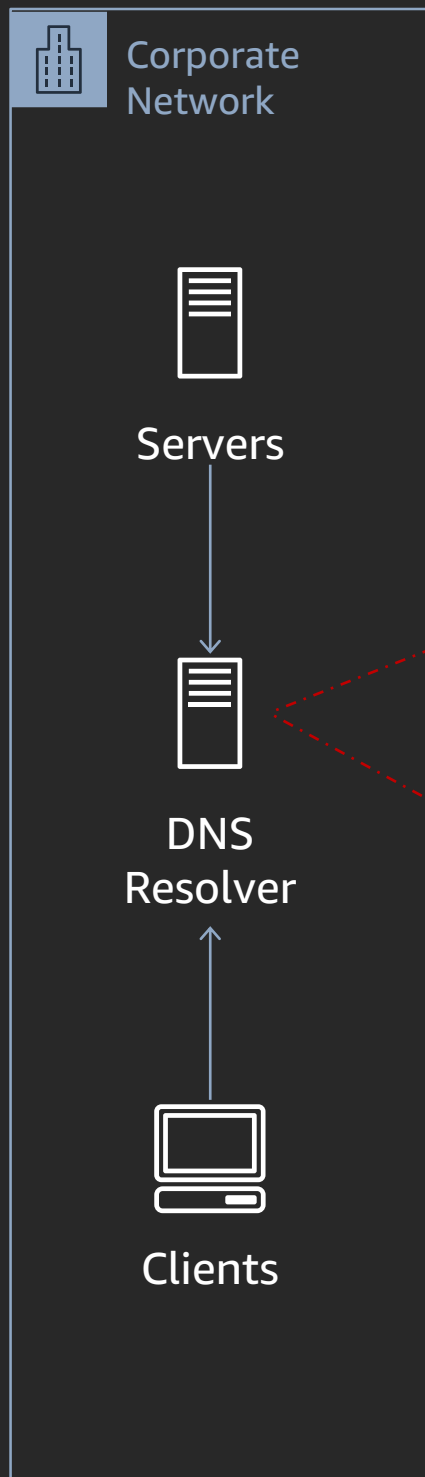 Corporate
Network
Servers
DNS
Resolver
Clients